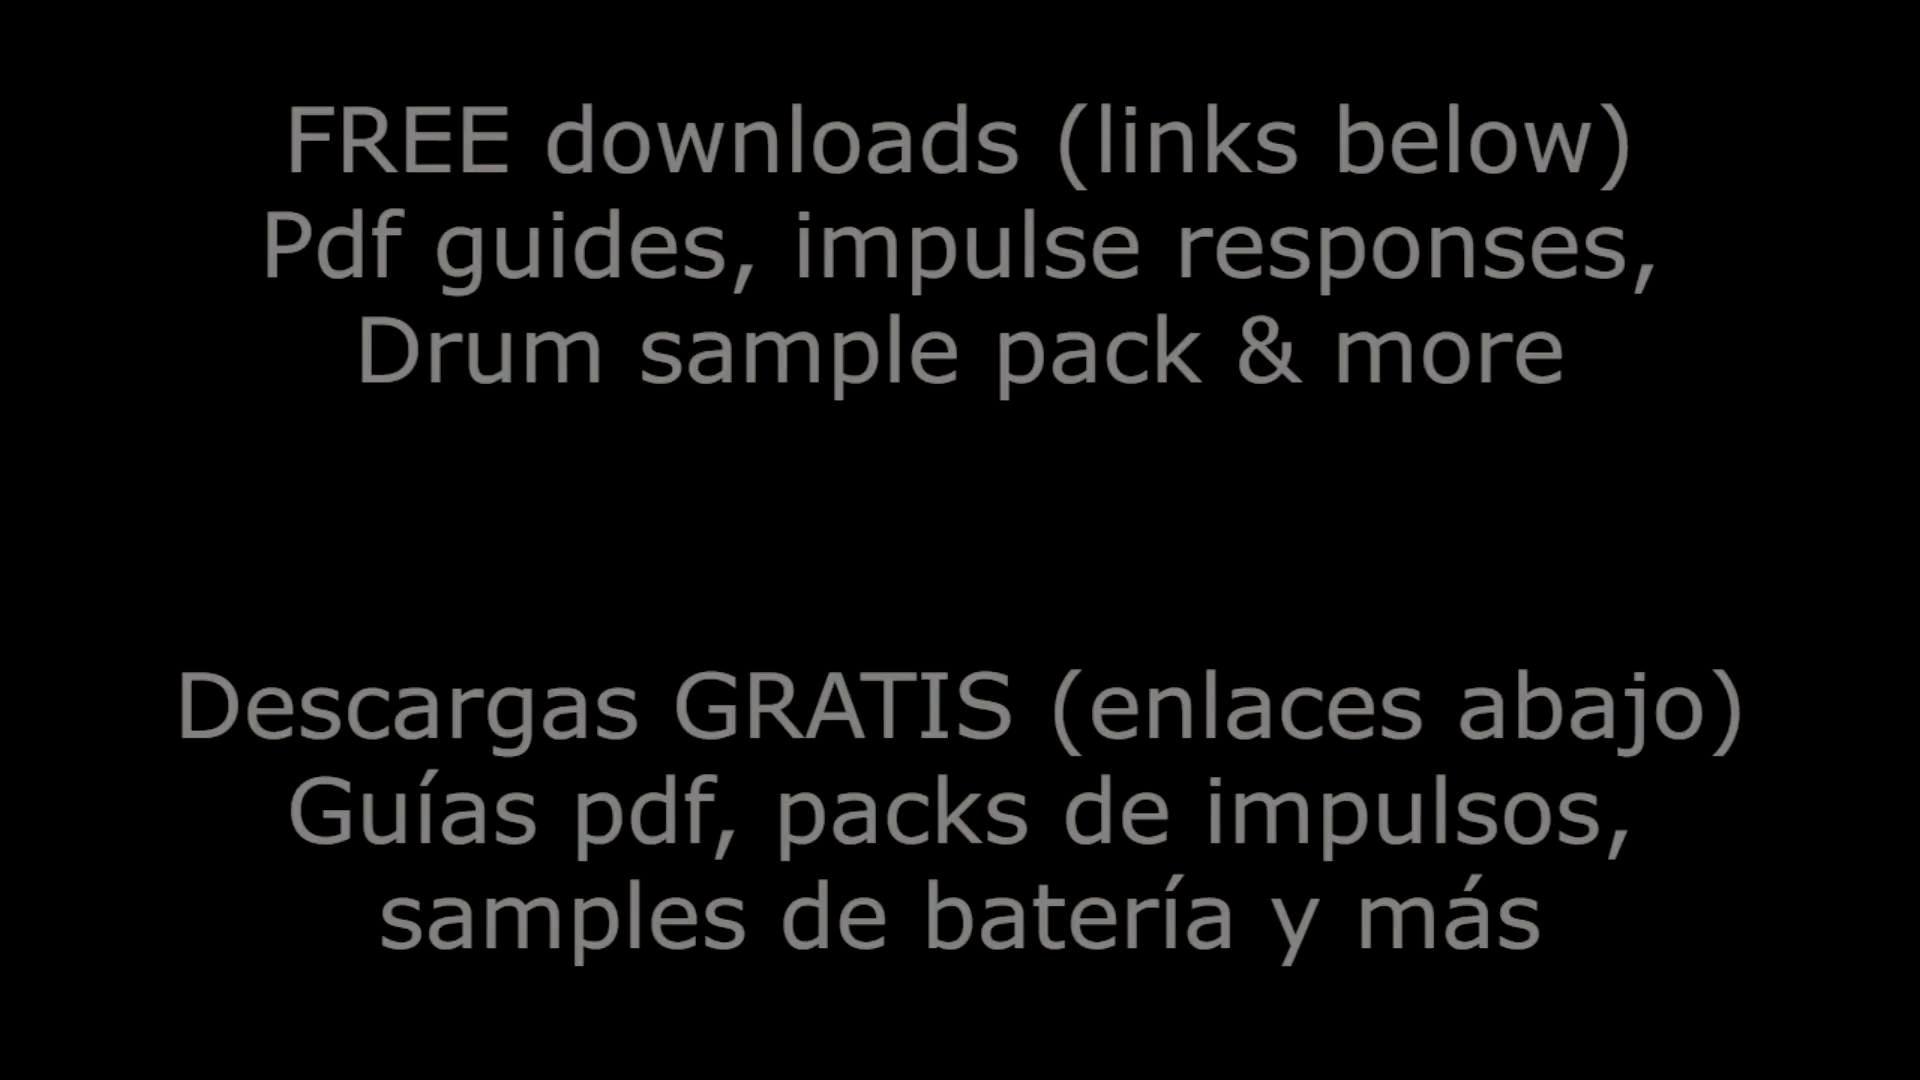 FREE downloads (links below)
Pdf guides, impulse responses,
Drum sample pack & more
Descargas GRATIS (enlaces abajo)
Guías pdf, packs de impulsos,
samples de batería y más